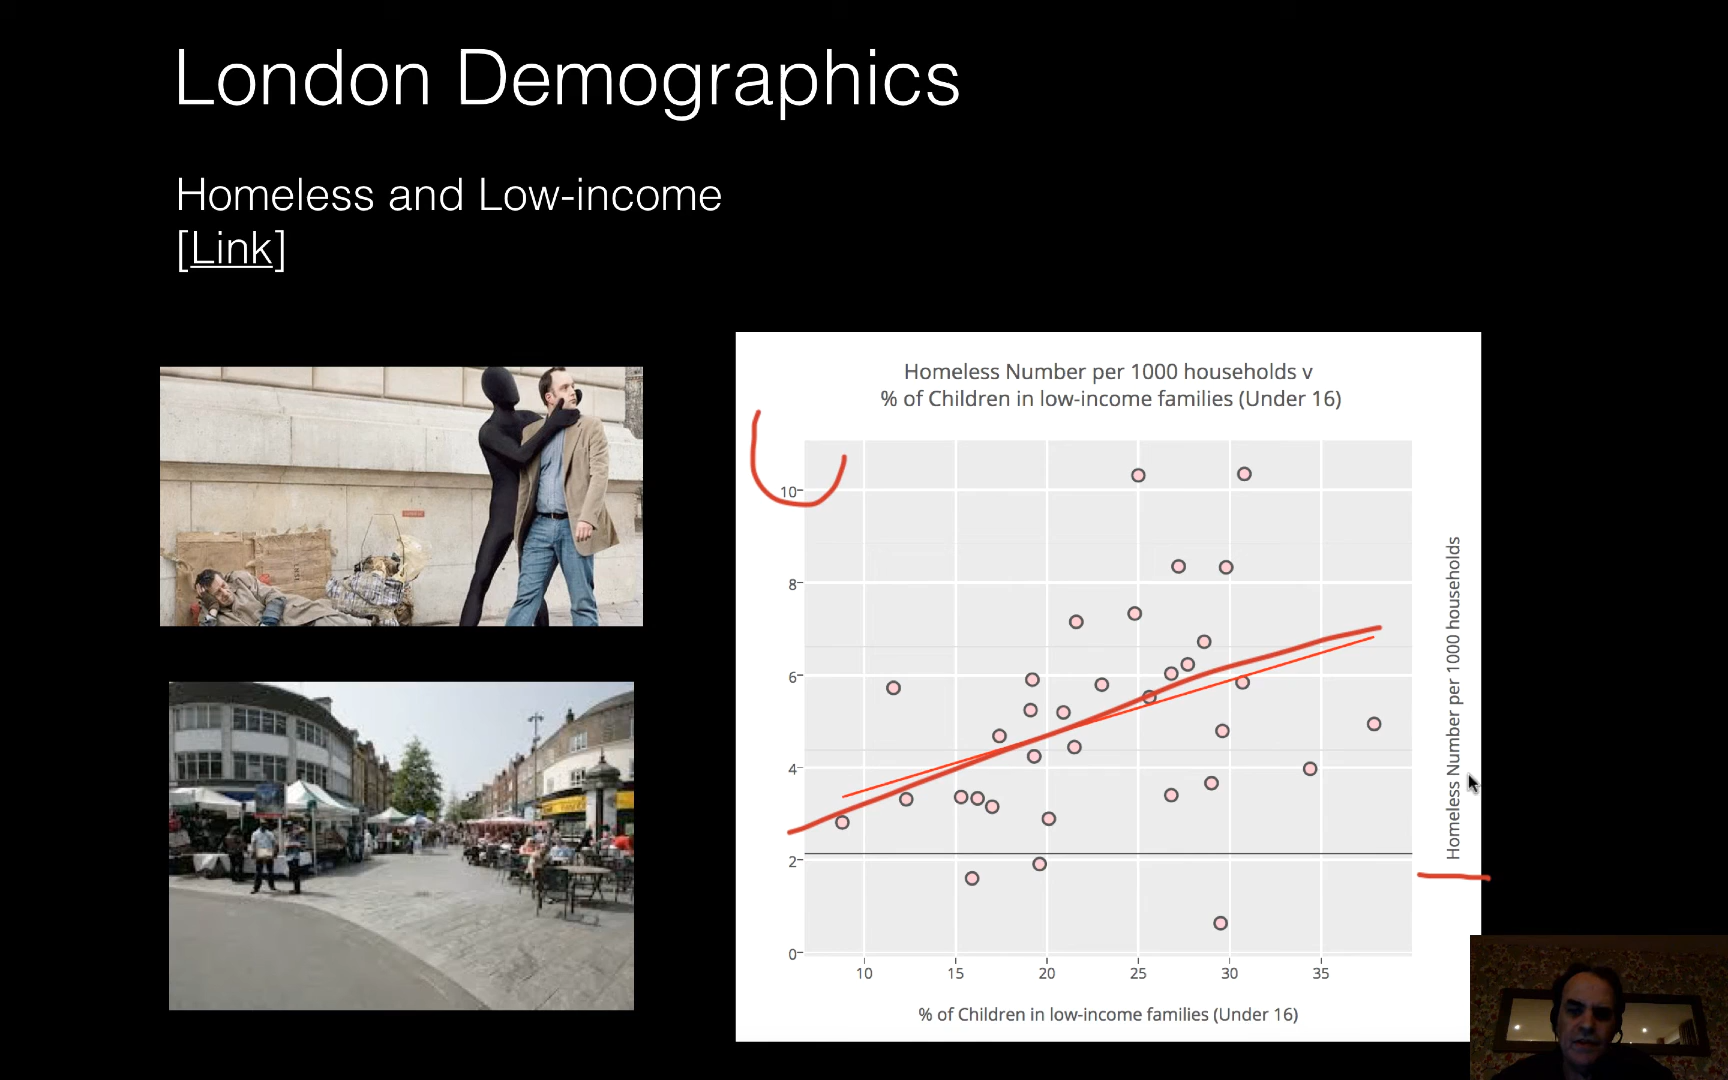 London Demographics
Homeless and Low-income
[Link]
Homeless Number per 1000 households v
% of Children in low-income families (Under 16)
10
8
6
4
2
0
10 15 20 25 30 35
% of Children in low-income families (Under 16)
Homeless Number per 1000 households